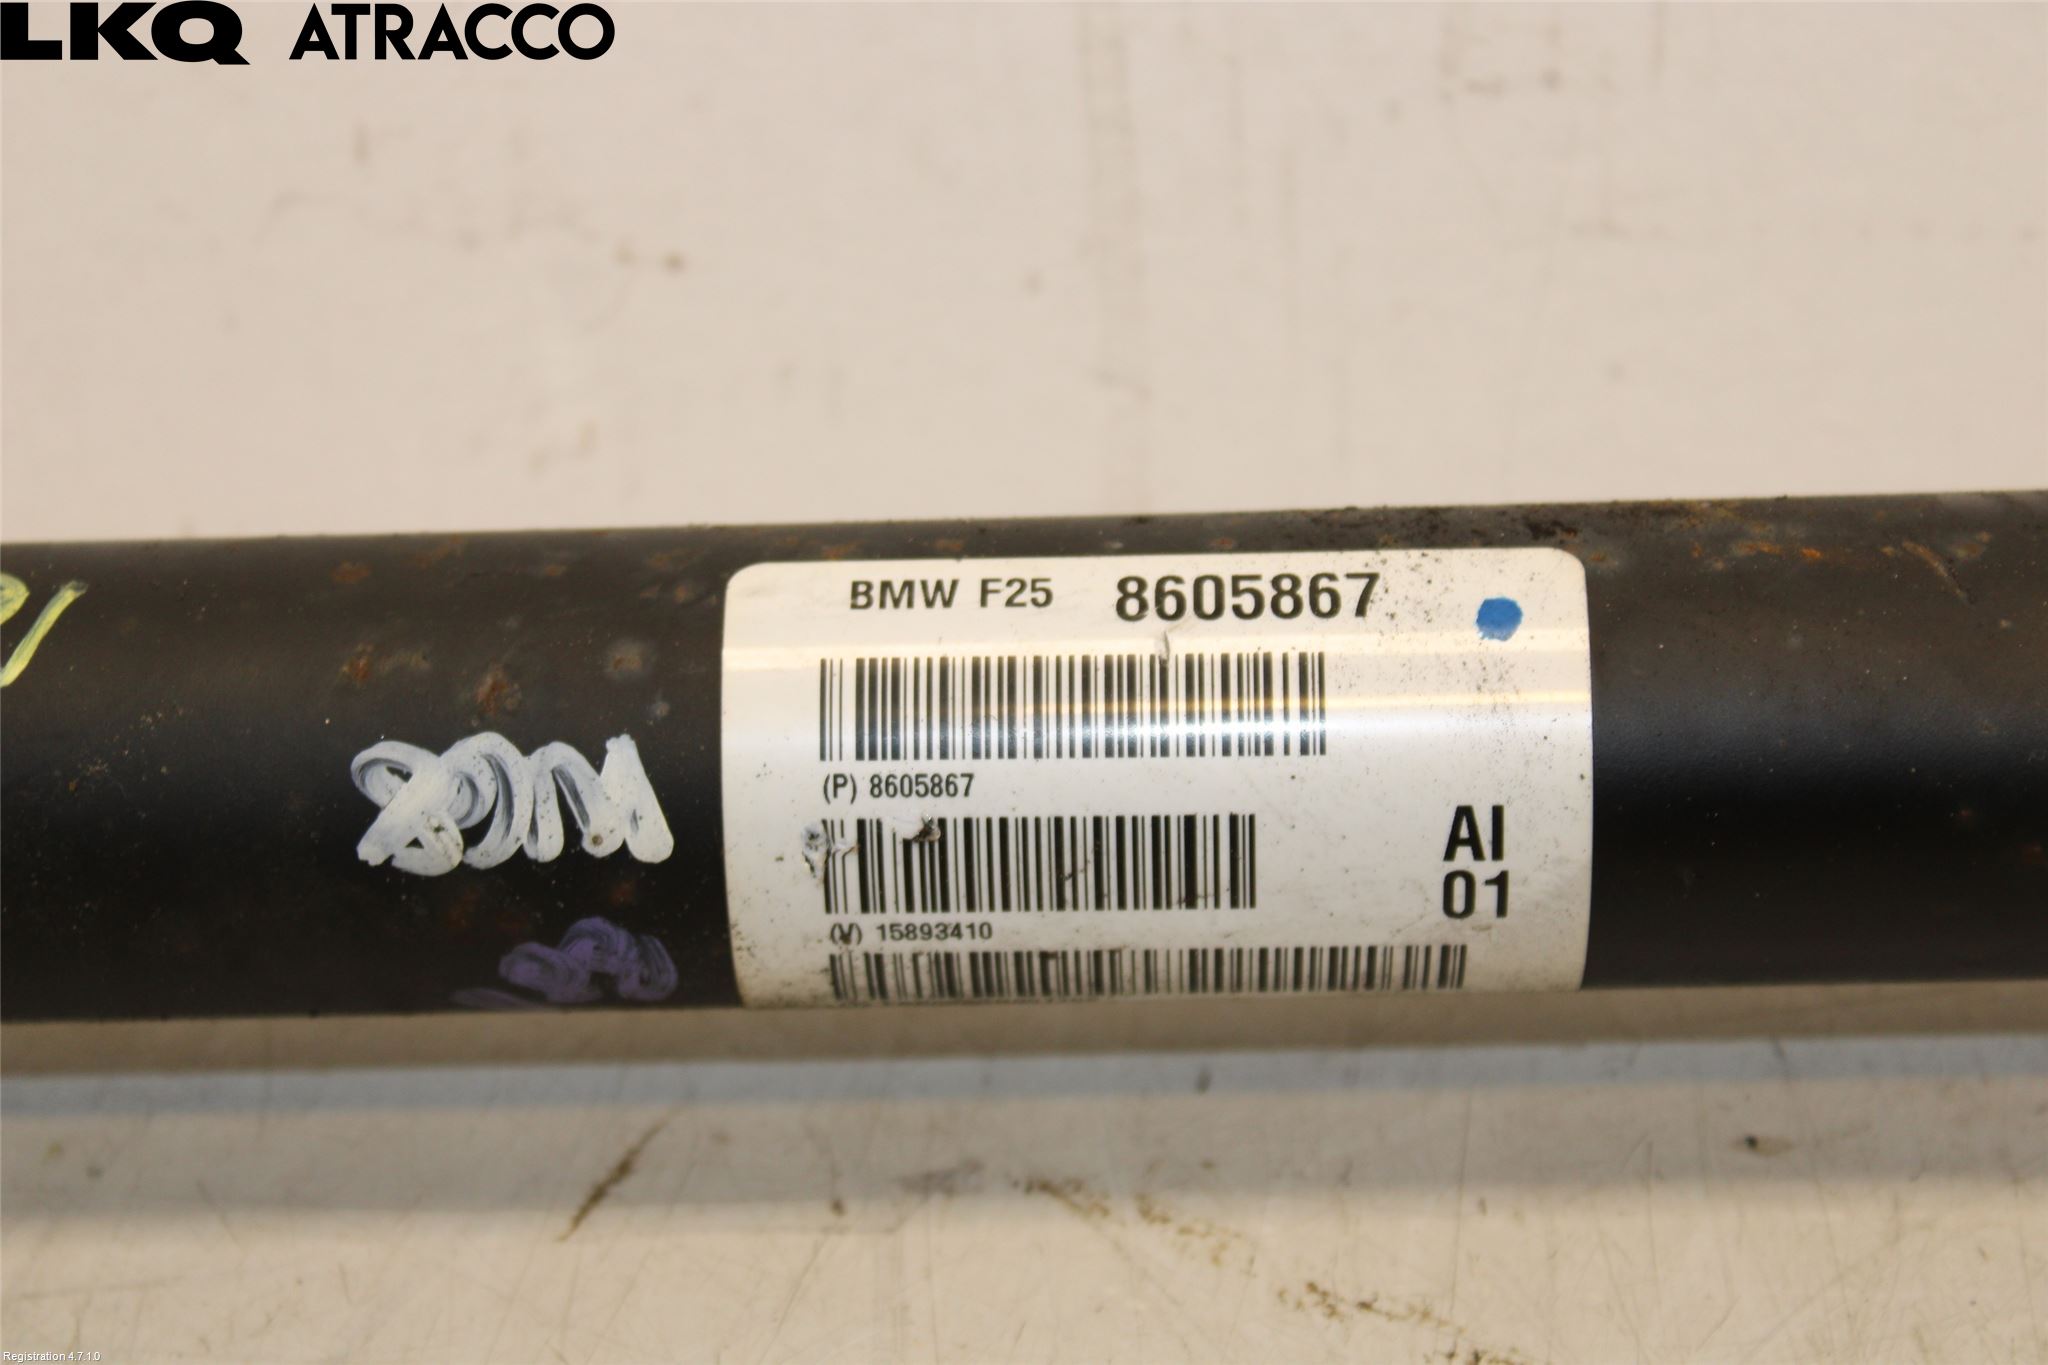 LKQ ATRACCO
BMW F25 8605867
(P) 8605867
AI
01
(V) 15893410
Registration 4.7.1.0